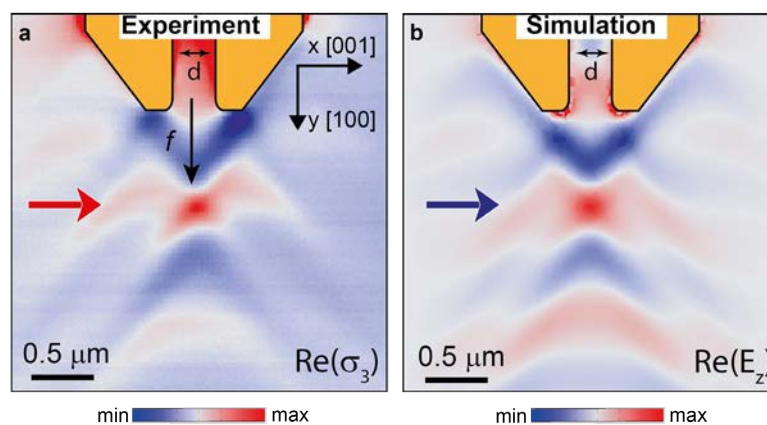 a Experiment
d
x [001]
y [100]
f
0.5 μm
Re(σ3)
min max
b Simulation
d
0.5 μm
Re(Ez)
min max